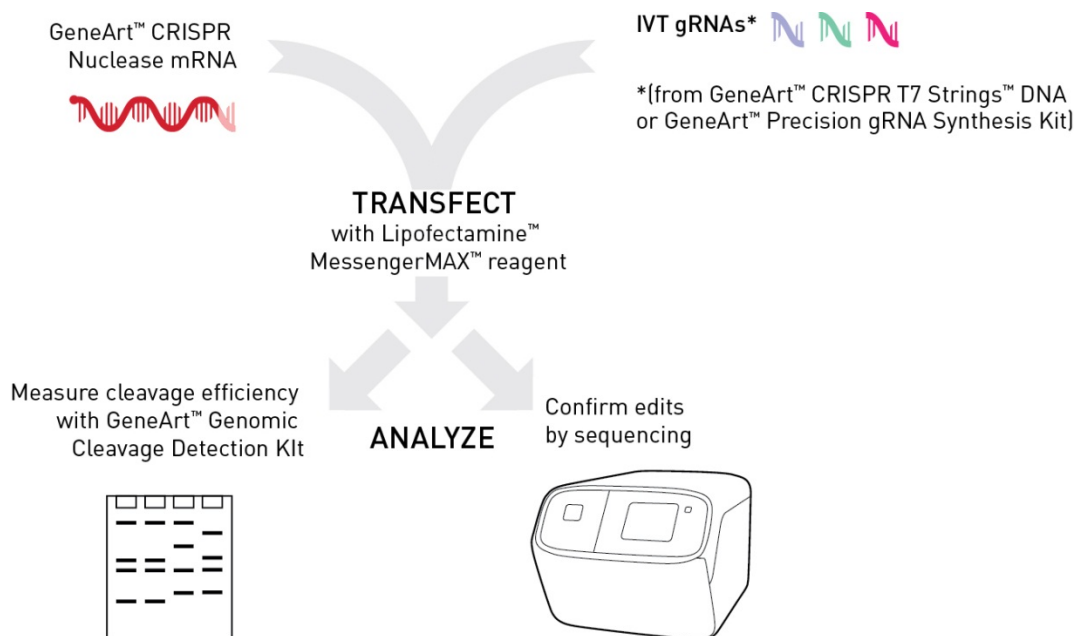 GeneArt™ CRISPR
Nuclease mRNA
IVT gRNAs*
*(from GeneArt™ CRISPR T7 Strings™ DNA
or GeneArt™ Precision gRNA Synthesis Kit)
TRANSFECT
with Lipofectamine™
MessengerMAX™ reagent
Measure cleavage efficiency
with GeneArt™ Genomic
Cleavage Detection KIt
ANALYZE
Confirm edits
by sequencing